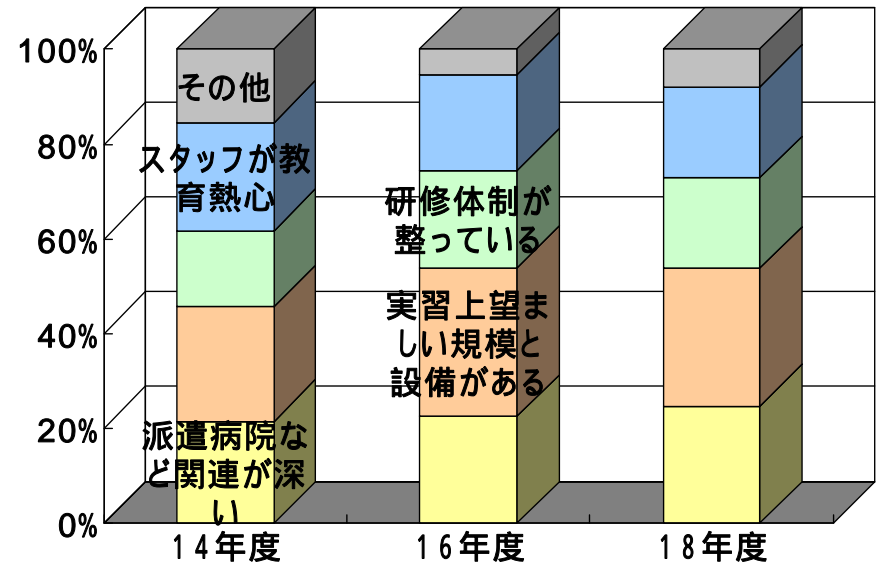 100%
80%
60%
40%
20%
0%
その他
スタッフが教
育熱心
派遣病院な
ど関連が深
い
研修体制が
整っている
実習上望ま
しい規模と
設備がある
14年度
16年度
18年度